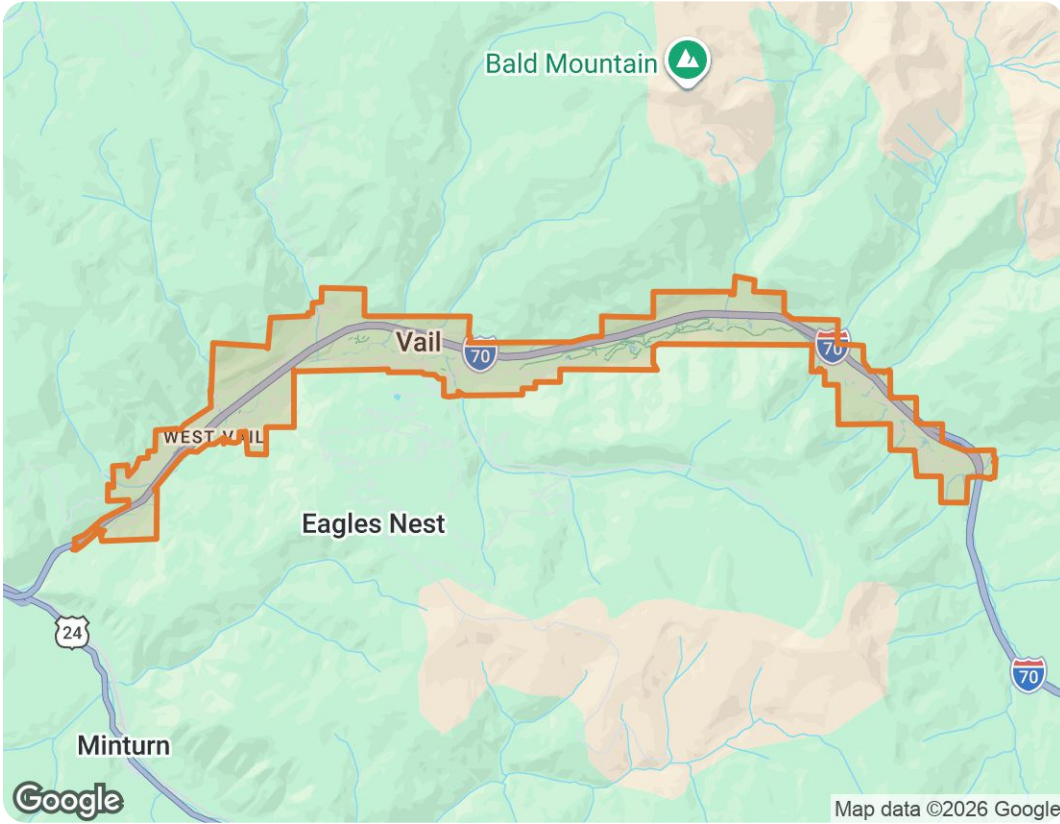 Bald Mountain
Vail
70
70
WEST VAIL
Eagles Nest
24
70
Minturn
Google
Map data ©2026 Google